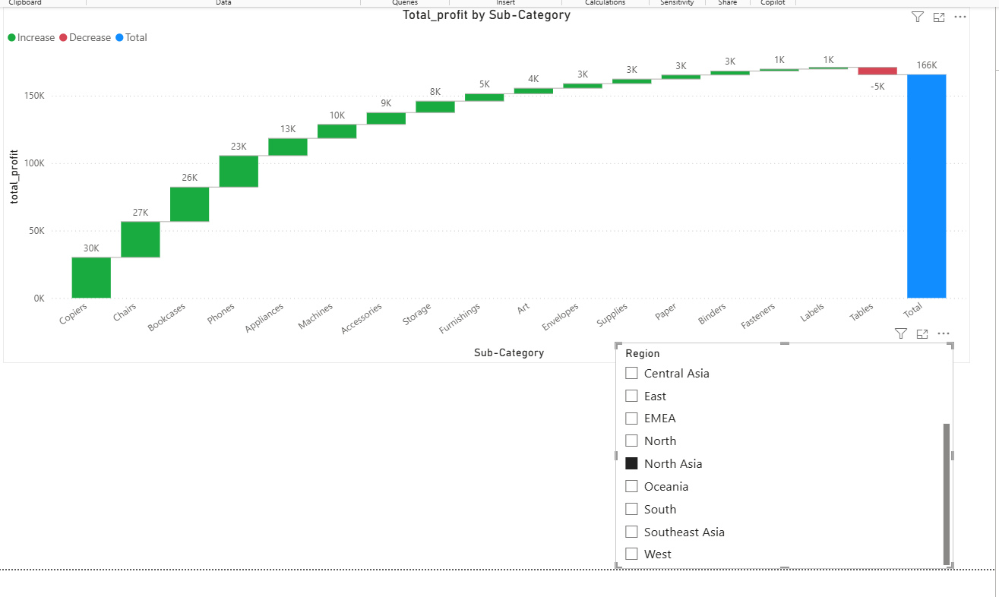 Clipboard Data Queries Insert Calculations Sensitivity Share Copilot
Total_profit by Sub-Category
Increase Decrease Total
total_profit
150K
100K
50K
0K
30K
27K
26K
23K
13K
10K
9K
8K
5K
4K
3K
3K
3K
3K
1K
1K
-5K
166K
Copiers
Chairs
Bookcases
Phones
Appliances
Machines
Accessories
Storage
Furnishings
Art
Envelopes
Supplies
Paper
Binders
Fasteners
Labels
Tables
Total
Sub-Category
Region
Central Asia
East
EMEA
North
North Asia
Oceania
South
Southeast Asia
West